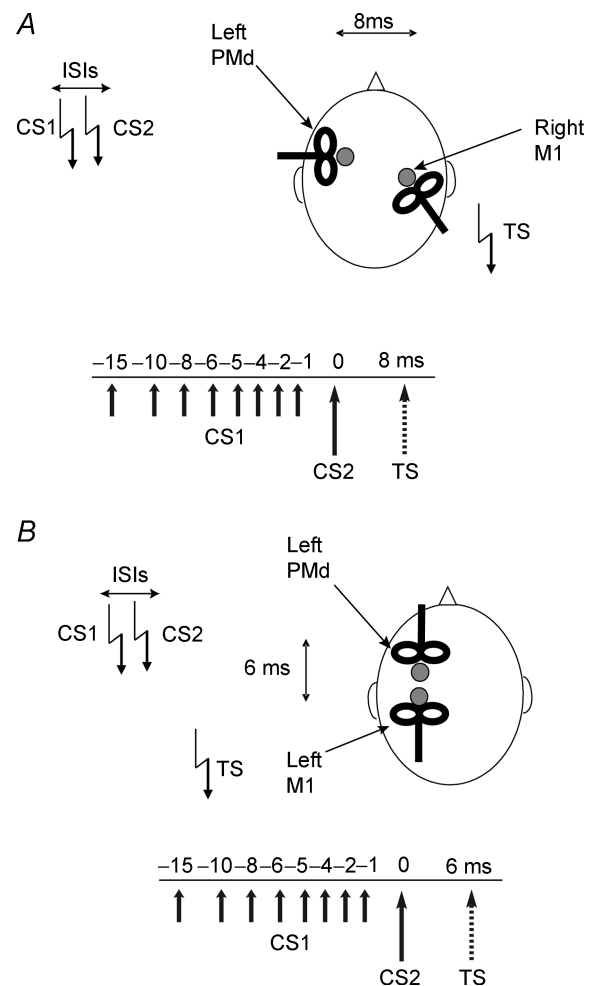 A
8ms
Left
PMd
ISIs
CS1 CS2
Right
M1
TS
–15 –10 –8 –6 –5 –4 –2 –1 0 8 ms
CS1
CS2 TS
B
Left
PMd
ISIs
CS1 CS2
6 ms
TS
Left
M1
–15 –10 –8 –6 –5 –4 –2 –1 0 6 ms
CS1
CS2 TS